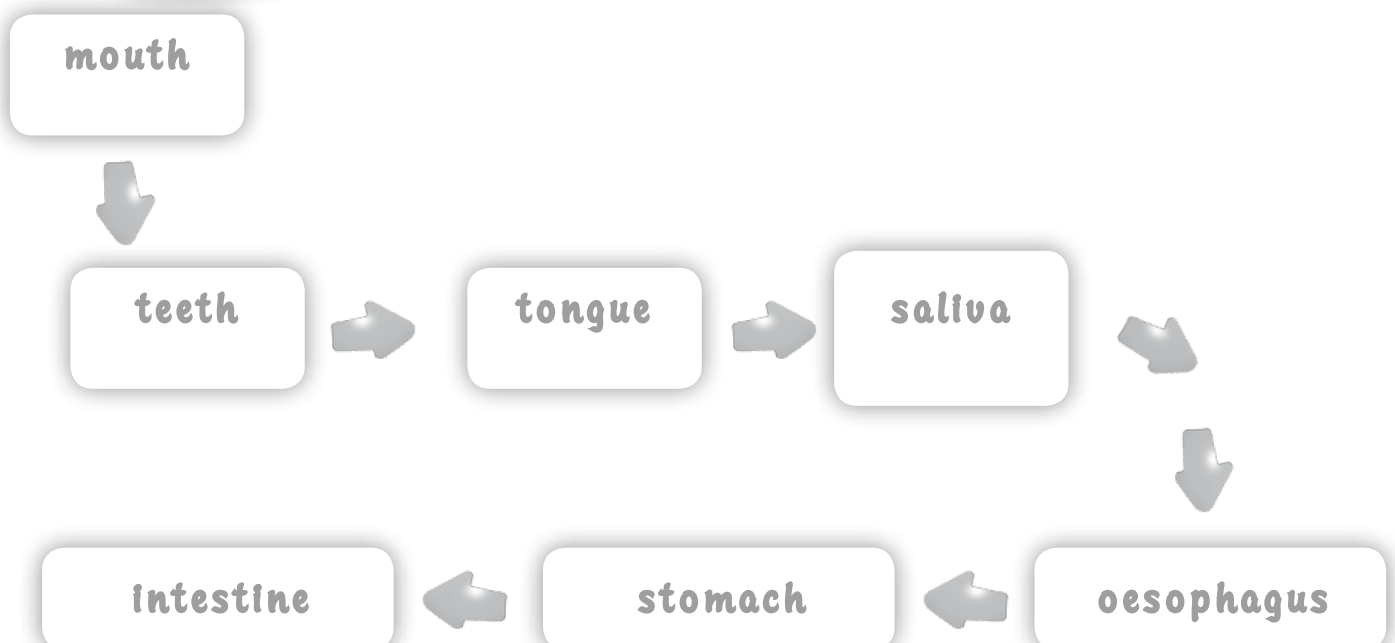 mouth
teeth
tongue
saliva
oesophagus
stomach
intestine